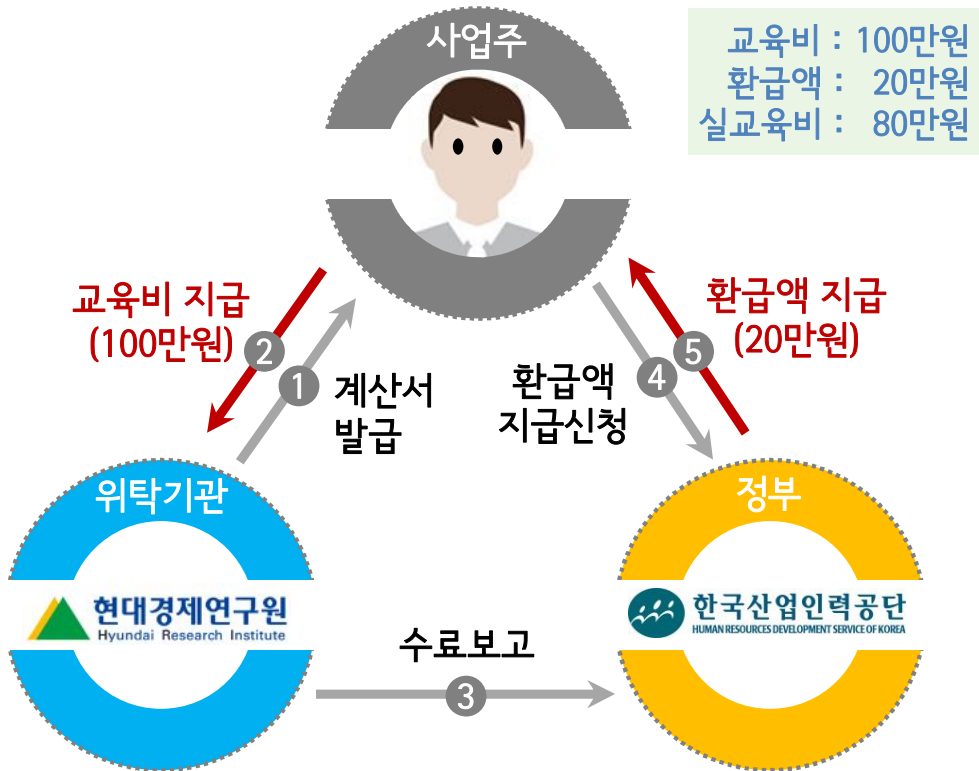 사업주
교육비 : 100만원
환급액 : 20만원
실교육비 : 80만원
교육비 지급
(100만원)
2
1
계산서
발급
환급액
지급신청
4
5
환급액 지급
(20만원)
위탁기관
현대경제연구원
Hyundai Research Institute
수료보고
3
정부
한국산업인력공단
HUMAN RESOURCES DEVELOPMENT SERVICE OF KOREA